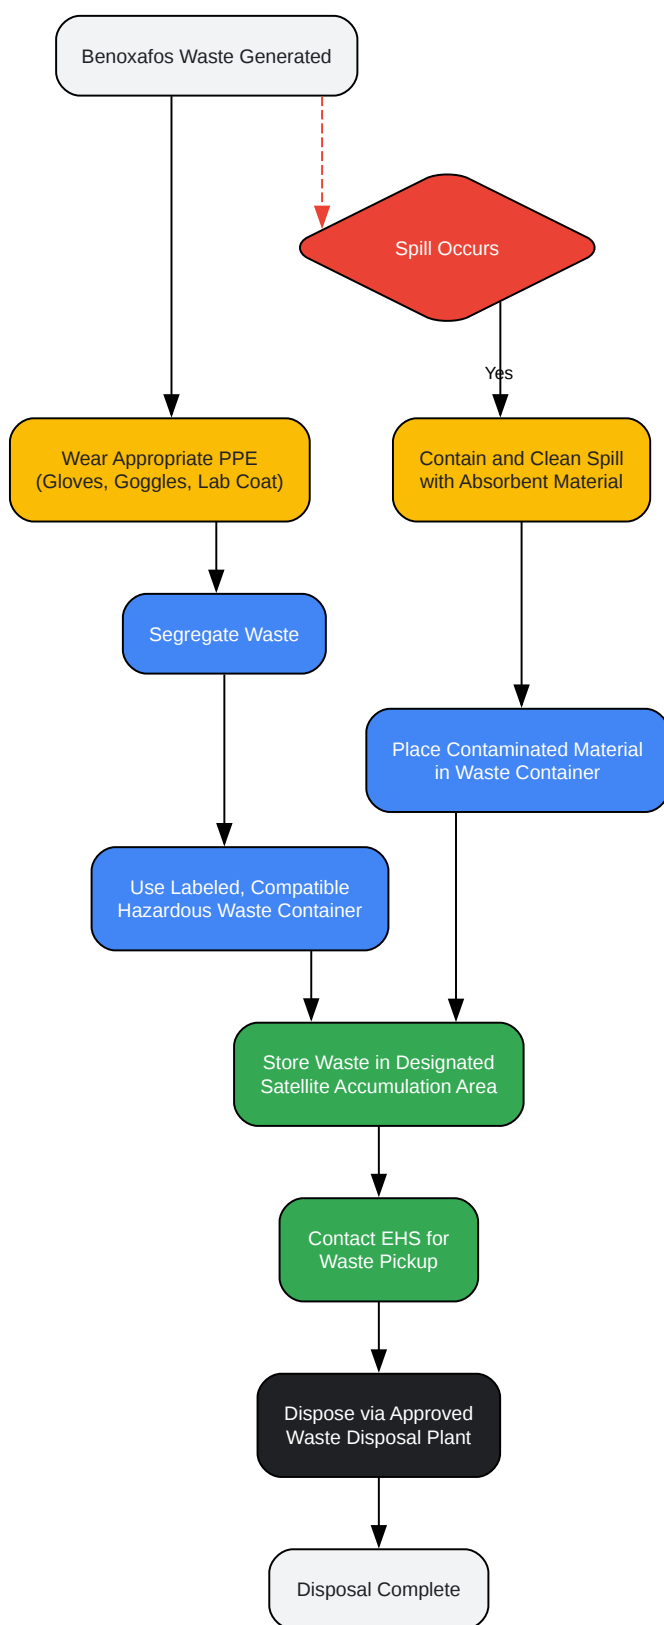 Benoxafos Waste Generated
Spill Occurs
Yes
Wear Appropriate PPE
(Gloves, Goggles, Lab Coat)
Contain and Clean Spill
with Absorbent Material
Segregate Waste
Place Contaminated Material
in Waste Container
Use Labeled, Compatible
Hazardous Waste Container
Store Waste in Designated
Satellite Accumulation Area
Contact EHS for
Waste Pickup
Dispose via Approved
Waste Disposal Plant
Disposal Complete